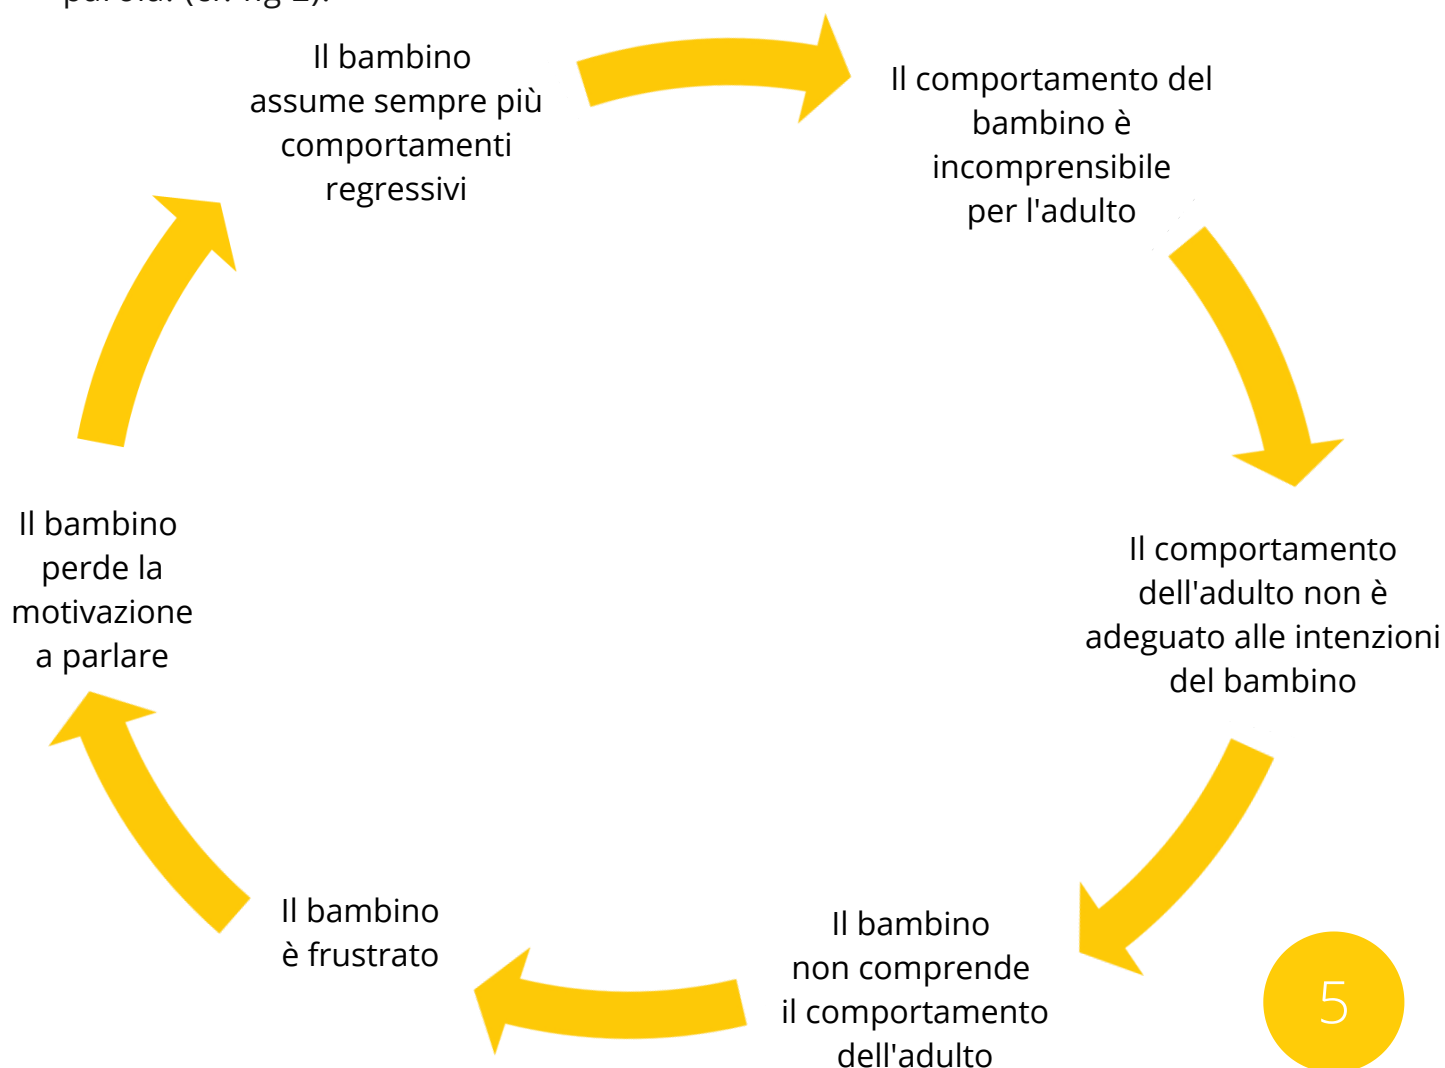 Il bambino
assume sempre più
comportamenti
regressivi
Il comportamento del
bambino è
incomprensibile
per l'adulto
Il comportamento
dell'adulto non è
adeguato alle intenzioni
del bambino
Il bambino
non comprende
il comportamento
dell'adulto
Il bambino
è frustrato
Il bambino
perde la
motivazione
a parlare
5